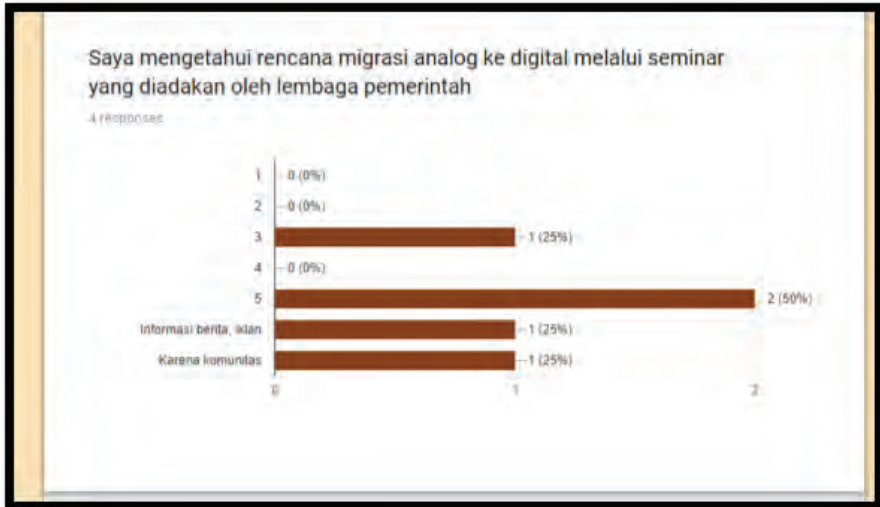 Saya mengetahui rencana migrasi analog ke digital melalui seminar
yang diadakan oleh lembaga pemerintah
4 responses
1 0 (0%)
2 0 (0%)
3 1 (25%)
4 0 (0%)
5 2 (50%)
Informasi berita, iklan 1 (25%)
Karena komunitas 1 (25%)
0 1 2